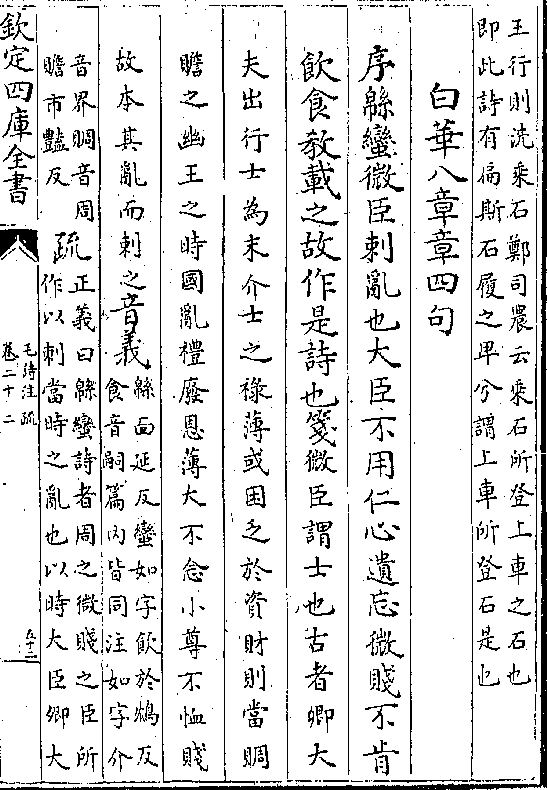 王行則洗乘石鄭司農云乘石所登上車之石也
即此詩有扁斯石履之卑兮謂上車所登石是也
白華八章章四句
序緜蠻微臣刺亂也大臣不用仁心遺忘微賤不肯
飲食教載之故作是詩也箋微臣謂士也古者卿大
夫出行士為末介士之祿薄或困乏於資財則當賙
贍之幽王之時國亂禮廢恩薄大不念小尊不恤賤
故本其亂而刺之音義
緜面延反蠻如字飲於鴆反
食音嗣篇內皆同注如字介
音界賙音周
贍市豔反
疏
正義曰緜蠻詩者周之微賤之臣所
作以刺當時之亂也以時大臣卿大
欽定四庫全書
毛詩注疏
卷二十二